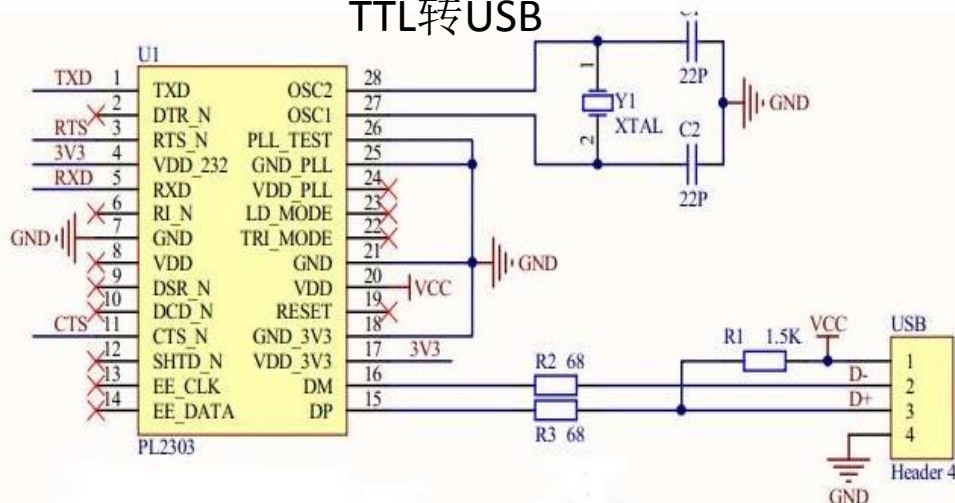 TTL转USB
U1
TXD 1 TXD
2 DTR_N
RTS 3 RTS_N
3V3 4 VDD_232
RXD 5 RXD
6 RI_N
GND 7 GND
8 VDD
9 DSR_N
10 DCD_N
CTS 11 CTS_N
12 SHTD_N
13 EE_CLK
14 EE_DATA
OSC2 28
OSC1 27
PLL_TEST 26
GND_PLL 25
VDD_PLL 24
LD_MODE 23
TRI_MODE 22
GND 21
VDD 20 VCC
RESET 19
GND_3V3 18
VDD_3V3 17 3V3
DM 16
DP 15
PL2303
GND
1
Y1
XTAL
2
C1
22P
C2
22P
GND
R2 68
R3 68
R1 1.5K
VCC
D-
D+
USB
1
2
3
4
Header 4
GND